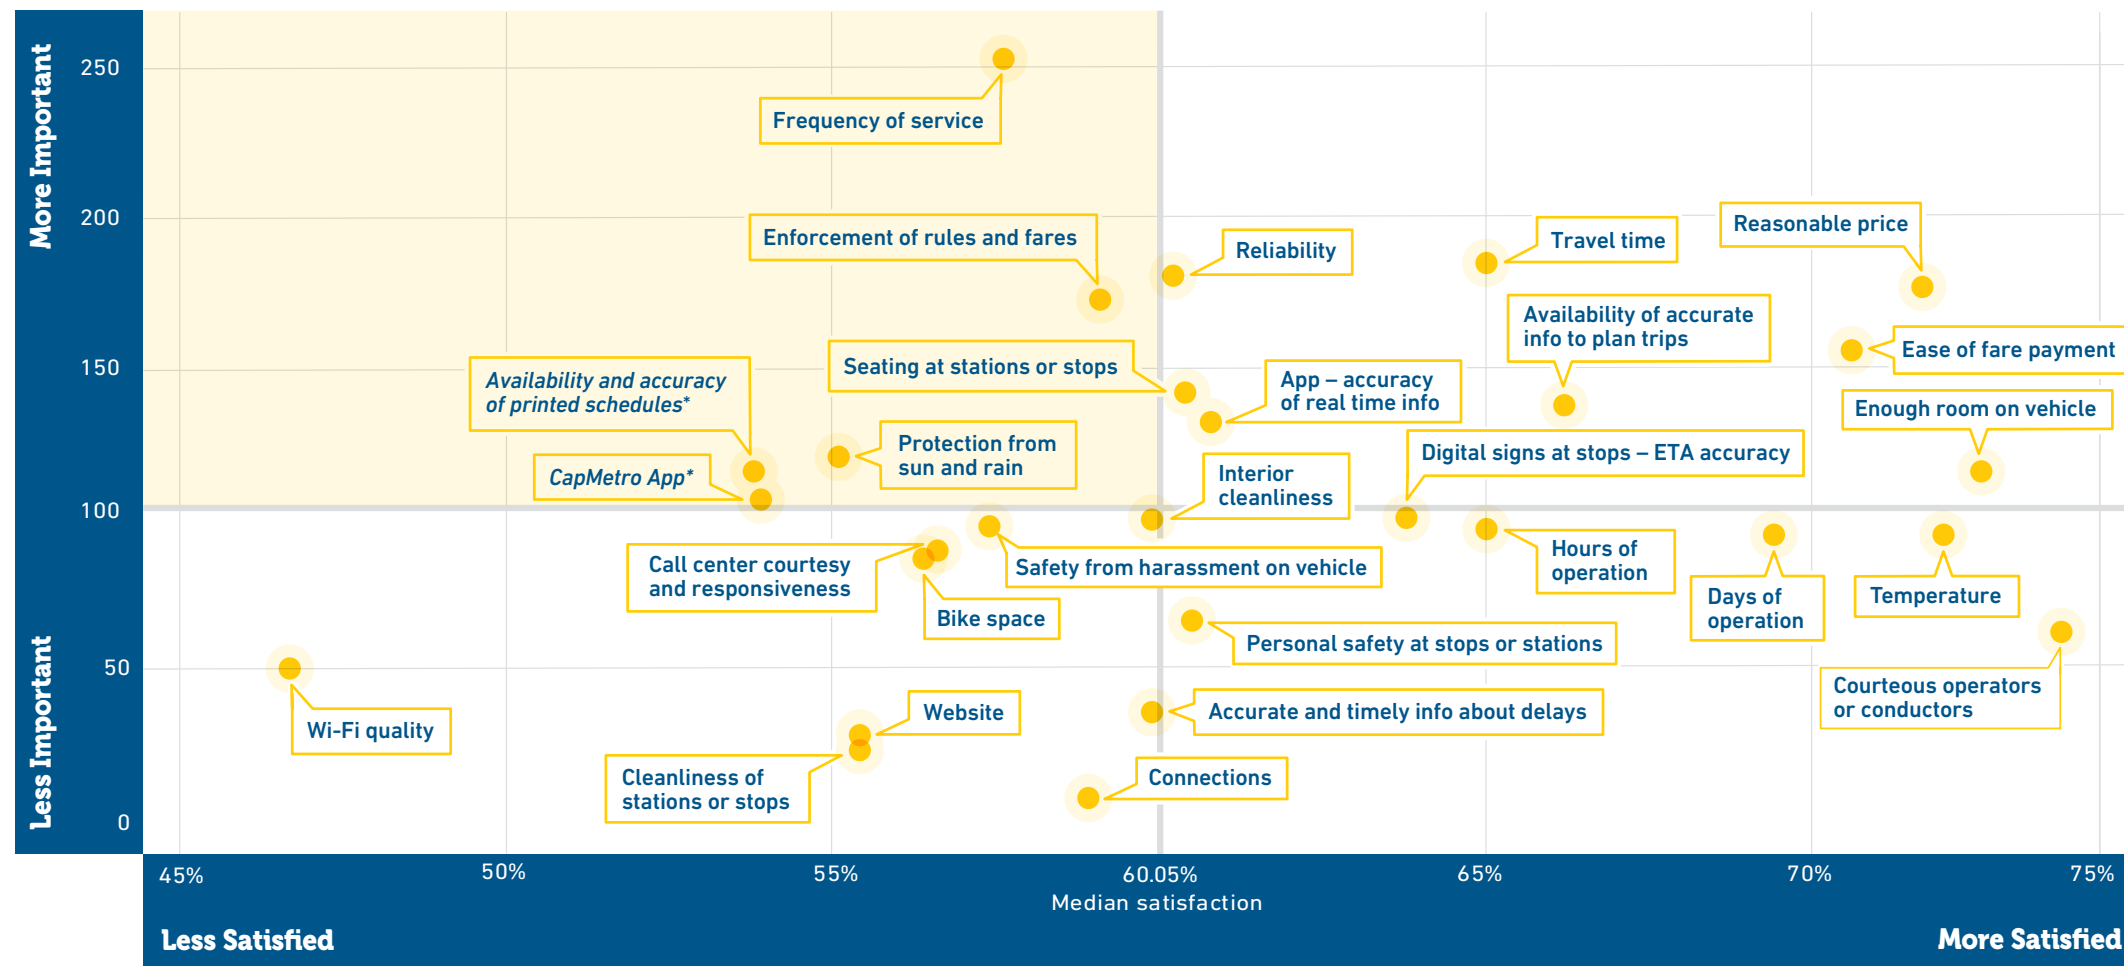 More Important
250
Frequency of service
200
Reasonable price
Enforcement of rules and fares
Reliability
Travel time
Availability of accurate
info to plan trips
150
Seating at stations or stops
Ease of fare payment
Availability and accuracy
of printed schedules*
App – accuracy
of real time info
Enough room on vehicle
Protection from
sun and rain
Digital signs at stops – ETA accuracy
CapMetro App*
Interior
cleanliness
100
Call center courtesy
and responsiveness
Safety from harassment on vehicle
Hours of
operation
Days of
operation
Temperature
Bike space
Personal safety at stops or stations
Less Important
50
Courteous operators
or conductors
Wi-Fi quality
Website
Accurate and timely info about delays
Cleanliness of
stations or stops
Connections
0
45%
50%
55%
60.05%
65%
70%
75%
Median satisfaction
Less Satisfied
More Satisfied